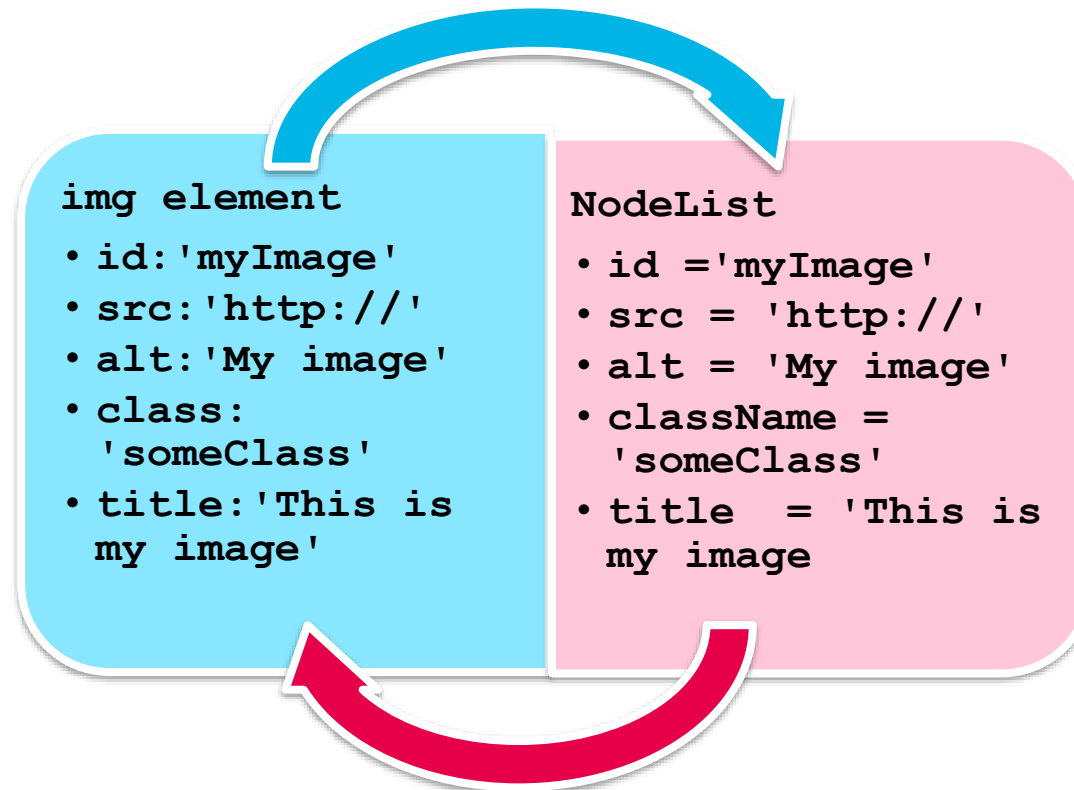 img element
• id:'myImage'
• src:'http://'
• alt:'My image'
• class:
'someClass'
• title:'This is
my image'
NodeList
• id ='myImage'
• src = 'http://'
• alt = 'My image'
• className =
'someClass'
• title  = 'This is
my image